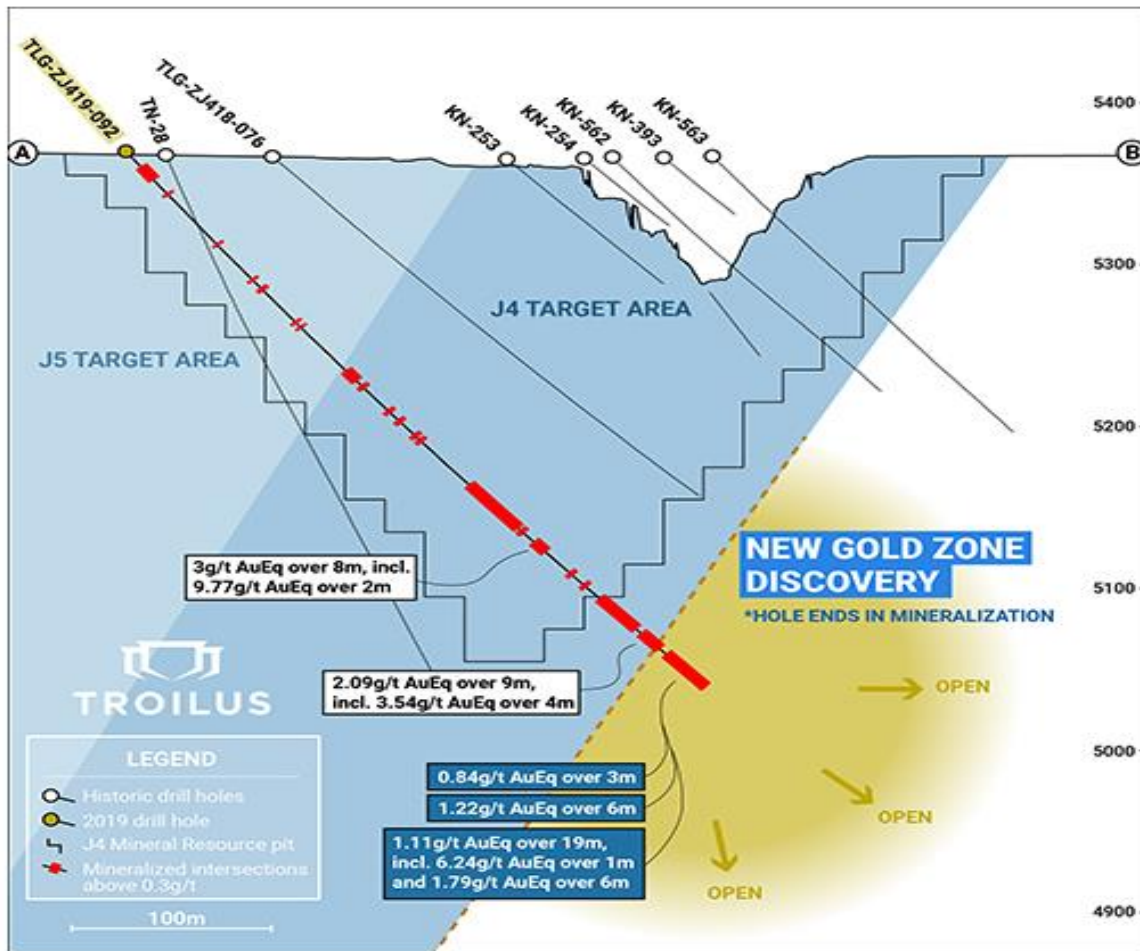 TLG-ZJ419-092
TN-28
TLG-ZJ418-076
KN-253
KN-254
KN-562
KN-393
KN-563
A
B
5400
5300
5200
5100
5000
4900
J5 TARGET AREA
J4 TARGET AREA
3g/t AuEq over 8m, incl.
9.77g/t AuEq over 2m
2.09g/t AuEq over 9m,
incl. 3.54g/t AuEq over 4m
NEW GOLD ZONE
DISCOVERY
*HOLE ENDS IN MINERALIZATION
OPEN
OPEN
OPEN
0.84g/t AuEq over 3m
1.22g/t AuEq over 6m
1.11g/t AuEq over 19m,
incl. 6.24g/t AuEq over 1m
and 1.79g/t AuEq over 6m
TROILUS
LEGEND
Historic drill holes
2019 drill hole
J4 Mineral Resource pit
Mineralized intersections
above 0.3g/t
100m